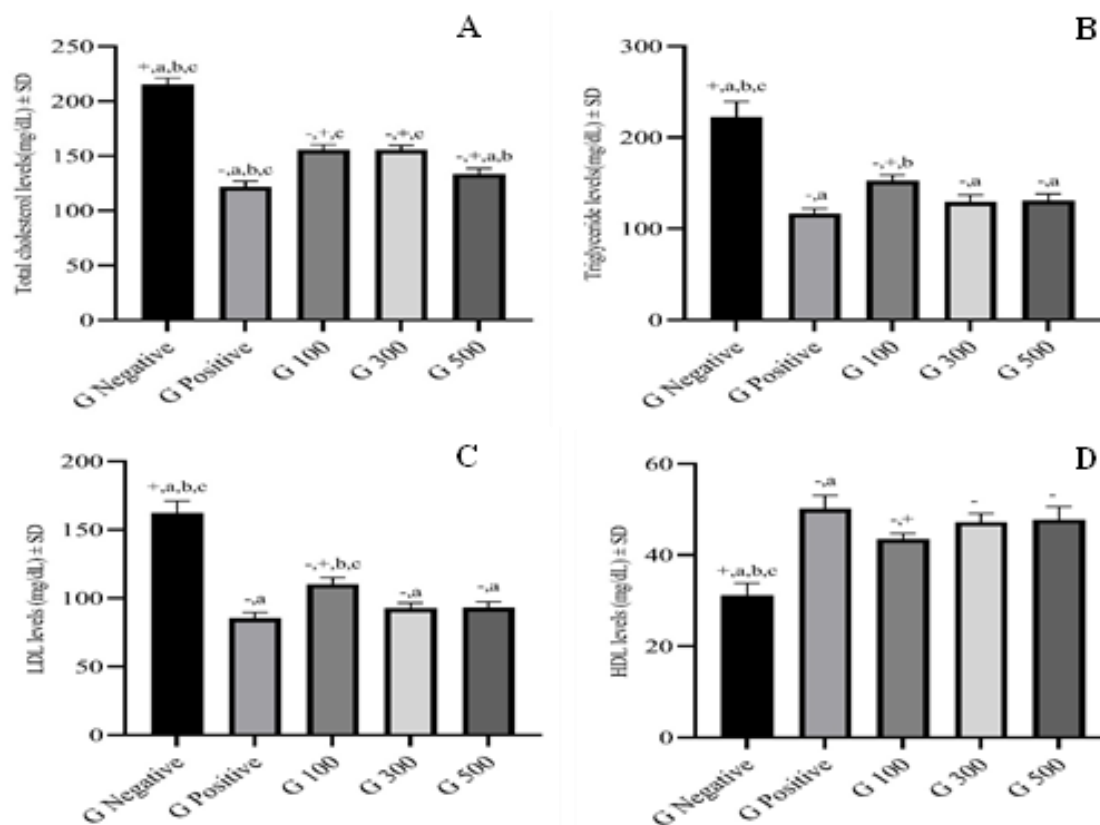 A
Total cholesterol levels(mg/dL) ± SD
250
200
150
100
50
0
+,a,b,c
-,a,b,c
-,+,c
-,+,c
-,+,a,b
G Negative
G Positive
G 100
G 300
G 500
B
Triglyceride levels(mg/dL) ± SD
300
200
100
0
+,a,b,c
-,a
-,+,b
-,a
-,a
G Negative
G Positive
G 100
G 300
G 500
C
LDL levels (mg/dL) ± SD
200
150
100
50
0
+,a,b,c
-,a
-,+,b,c
-,a
-,a
G Negative
G Positive
G 100
G 300
G 500
D
HDL levels (mg/dL) ± SD
60
40
20
0
+,a,b,c
-,a
-,+
-
-
G Negative
G Positive
G 100
G 300
G 500